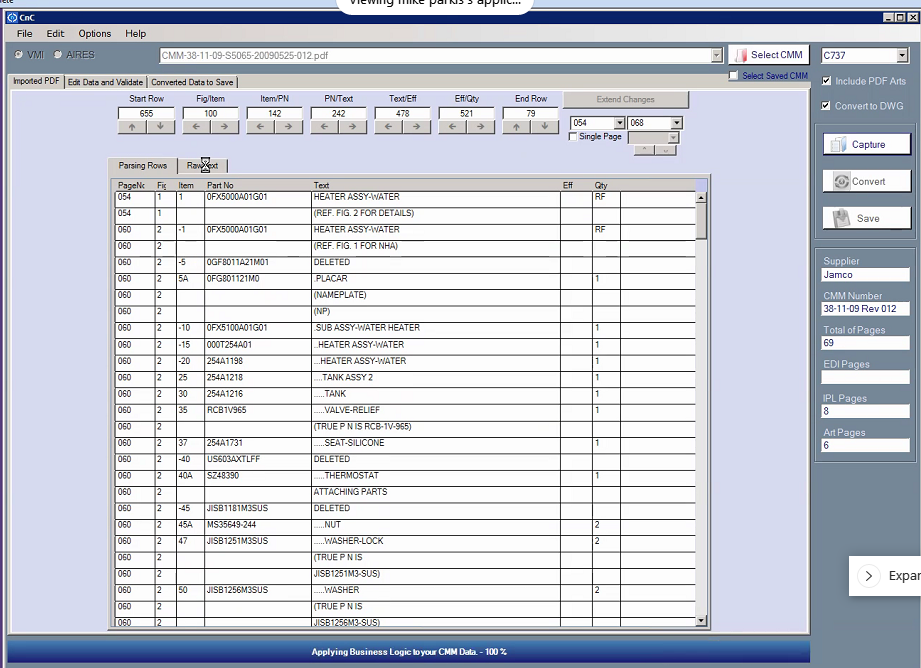 Viewing mike parkis's applic...
CnC
File Edit Options Help
VMI AIRES CMM-38-11-09-S5065-20090525-012.pdf Select CMM C737
Select Saved CMM
Imported PDF Edit Data and Validate Converted Data to Save
Include PDF Arts
Convert to DWG
Start Row Fig/Item Item/PN PN/Text Text/Eff Eff/Qty End Row
655 100 142 242 478 521 79
Extend Changes
054 068
Single Page
Capture
Convert
Save
Parsing Rows Raw Text
PageNo Fig Item Part No Text Eff Qty
054 1 1 0FX5000A01G01 HEATER ASSY-WATER RF
054 1 (REF. FIG. 2 FOR DETAILS)
060 2 -1 0FX5000A01G01 HEATER ASSY-WATER RF
060 2 (REF. FIG. 1 FOR NHA)
060 2 -5 0GF8011A21M01 DELETED
060 2 5A 0FG801121M0 .PLACAR 1
060 2 (NAMEPLATE)
060 2 (NP)
060 2 -10 0FX5100A01G01 .SUB ASSY-WATER HEATER 1
060 2 -15 000T254A01 ..HEATER ASSY-WATER 1
060 2 -20 254A1198 ...HEATER ASSY-WATER 1
060 2 25 254A1218 ....TANK ASSY 2 1
060 2 30 254A1216 .....TANK 1
060 2 35 RCB1V965 .....VALVE-RELIEF 1
060 2 (TRUE P N IS RCB-1V-965)
060 2 37 254A1731 .....SEAT-SILICONE 1
060 2 -40 US603AXTLFF DELETED
060 2 40A SZ48390 .....THERMOSTAT 1
060 2 ATTACHING PARTS
060 2 -45 JISB1181M3SUS DELETED
060 2 45A MS35649-244 .....NUT 2
060 2 47 JISB1251M3SUS .....WASHER-LOCK 2
060 2 (TRUE P N IS
060 2 JISB1251M3-SUS)
060 2 50 JISB1256M3SUS .....WASHER 2
060 2 (TRUE P N IS
060 2 JISB1256M3-SUS)
Supplier
Jamco
CMM Number
38-11-09 Rev 012
Total of Pages
69
EDI Pages
IPL Pages
8
Art Pages
6
Expan
Applying Business Logic to your CMM Data. - 100 %